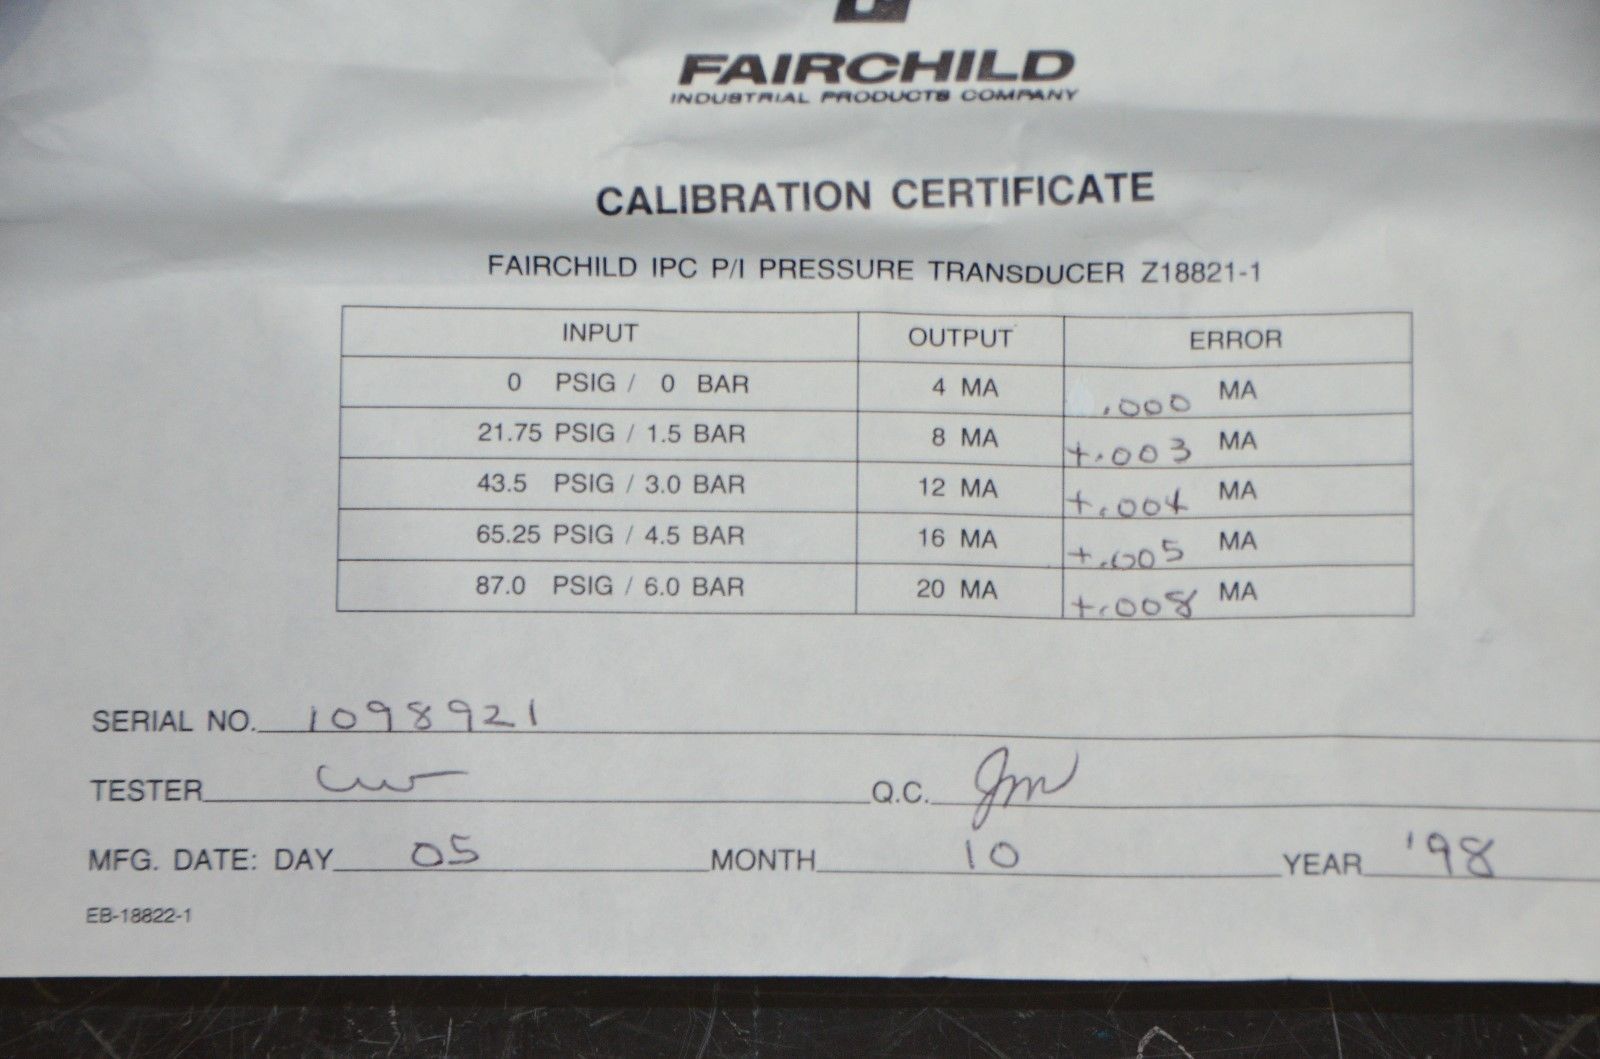 FAIRCHILD
INDUSTRIAL PRODUCTS COMPANY
CALIBRATION CERTIFICATE
FAIRCHILD IPC P/I PRESSURE TRANSDUCER Z18821-1
INPUT OUTPUT ERROR
0 PSIG / 0 BAR 4 MA .000 MA
21.75 PSIG / 1.5 BAR 8 MA +.003 MA
43.5 PSIG / 3.0 BAR 12 MA +.004 MA
65.25 PSIG / 4.5 BAR 16 MA +.005 MA
87.0 PSIG / 6.0 BAR 20 MA +.008 MA
SERIAL NO. 1098921
TESTER Q.C. Jm
MFG. DATE: DAY 05 MONTH 10 YEAR '98
EB-18822-1